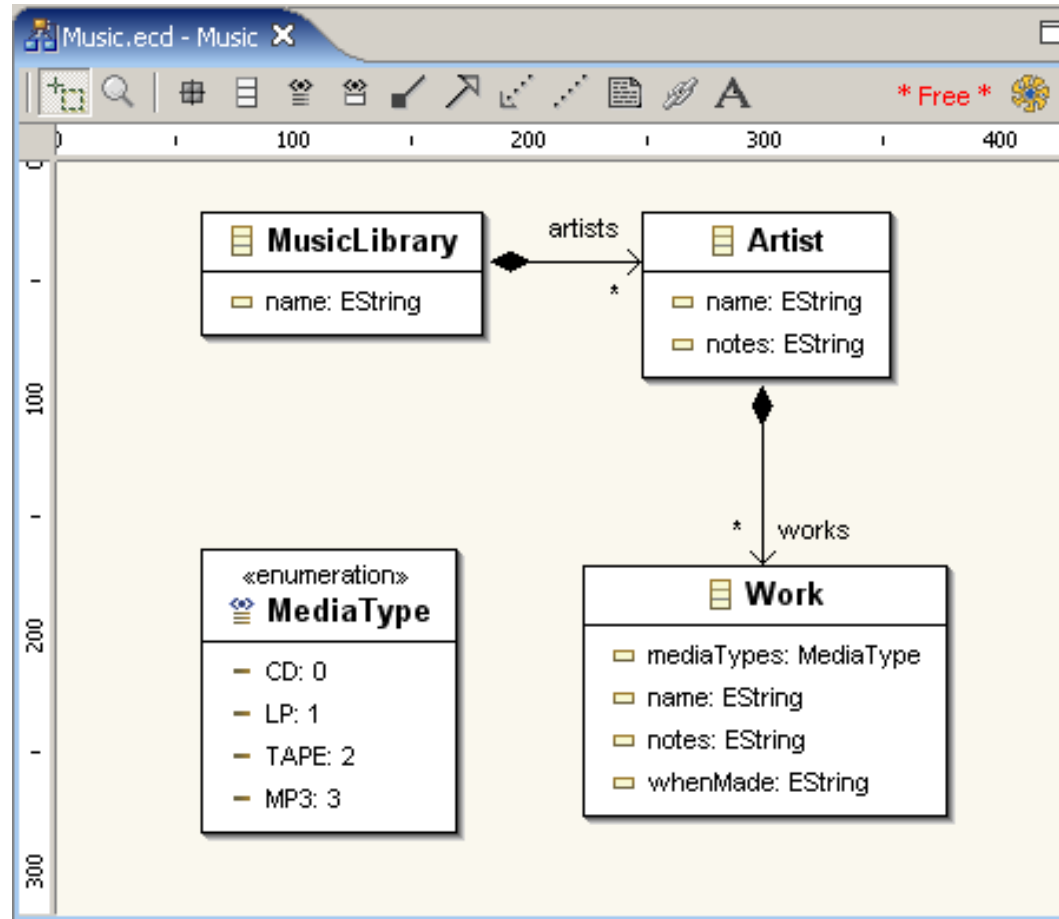 Music.ecd - Music
* Free *
0 100 200 300 400
0
100
200
300
MusicLibrary
name: EString
artists
*
Artist
name: EString
notes: EString
* works
«enumeration»
MediaType
CD: 0
LP: 1
TAPE: 2
MP3: 3
Work
mediaTypes: MediaType
name: EString
notes: EString
whenMade: EString